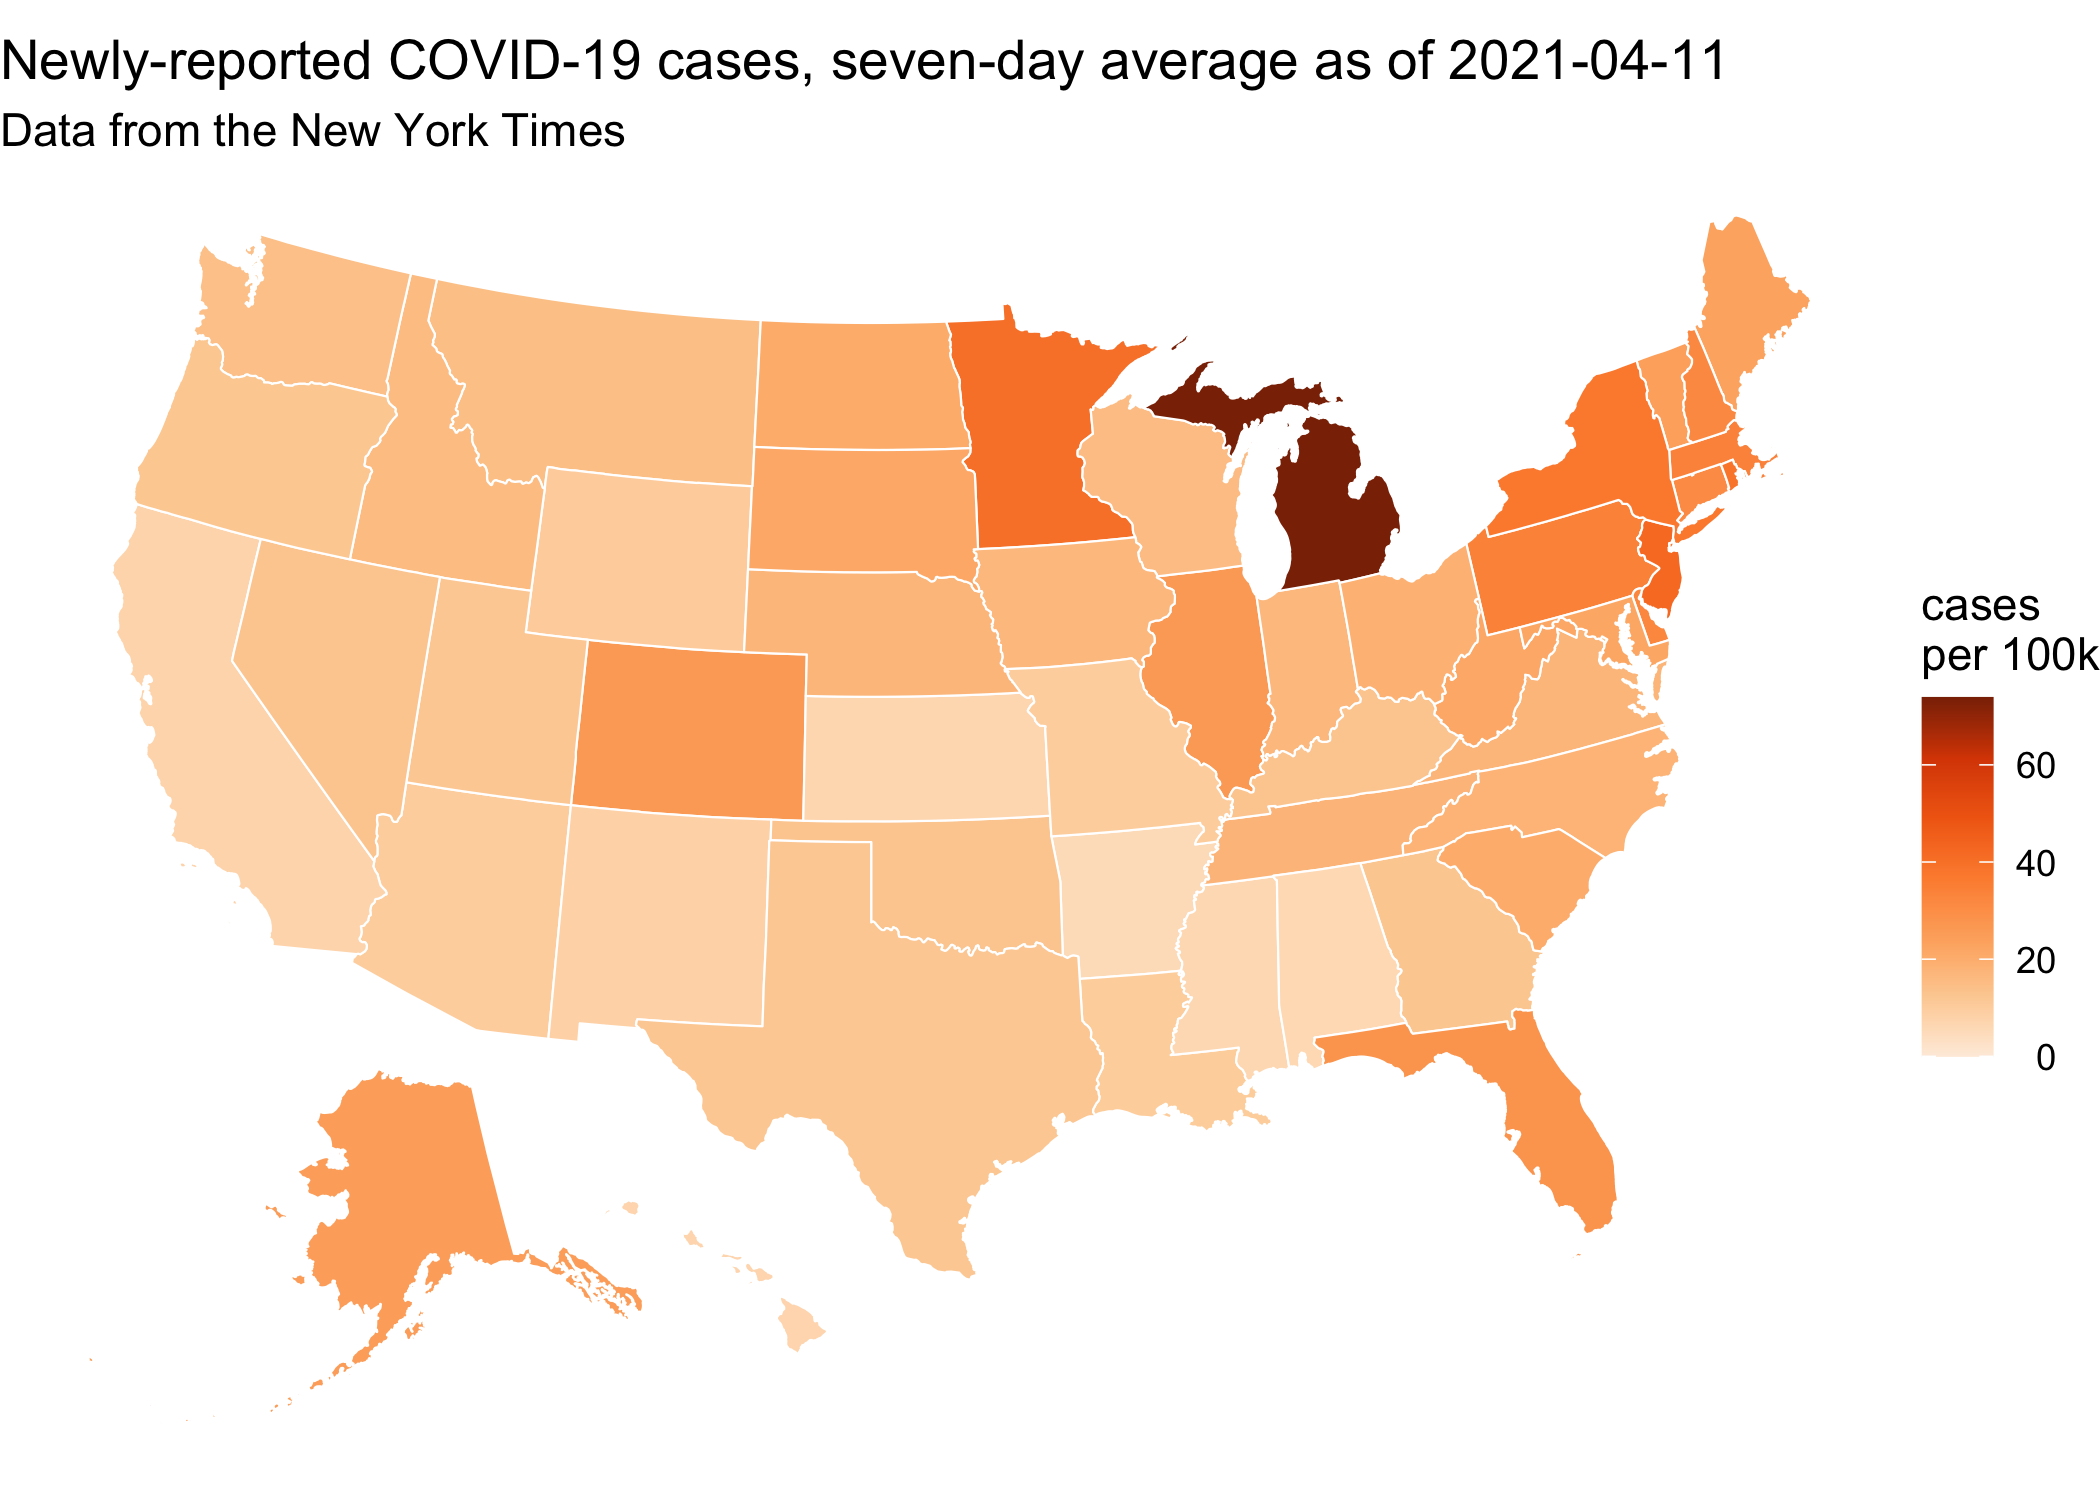 Newly-reported COVID-19 cases, seven-day average as of 2021-04-11
Data from the New York Times
cases
per 100k
60
40
20
0